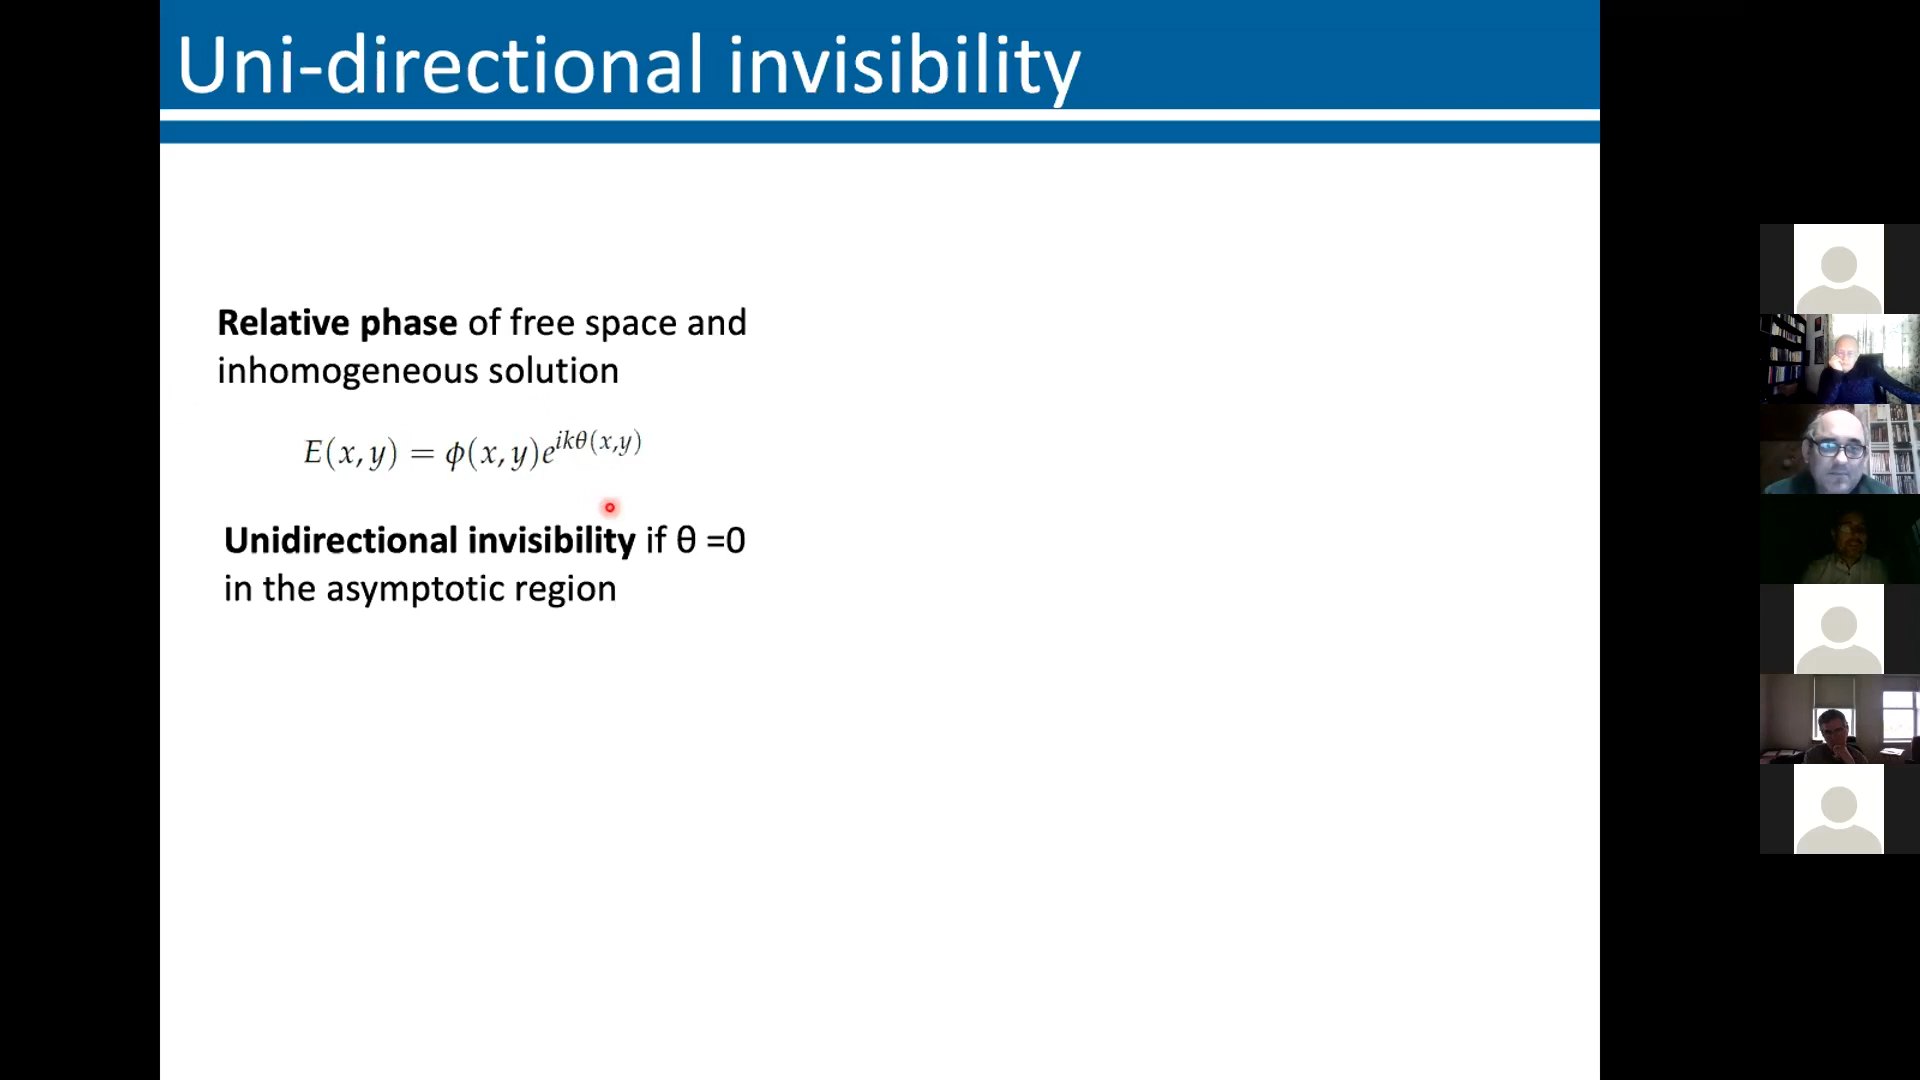 Uni-directional invisibility
Relative phase of free space and
inhomogeneous solution
E(x,y) = ϕ(x,y)e^{ikθ(x,y)}
Unidirectional invisibility if θ =0
in the asymptotic region